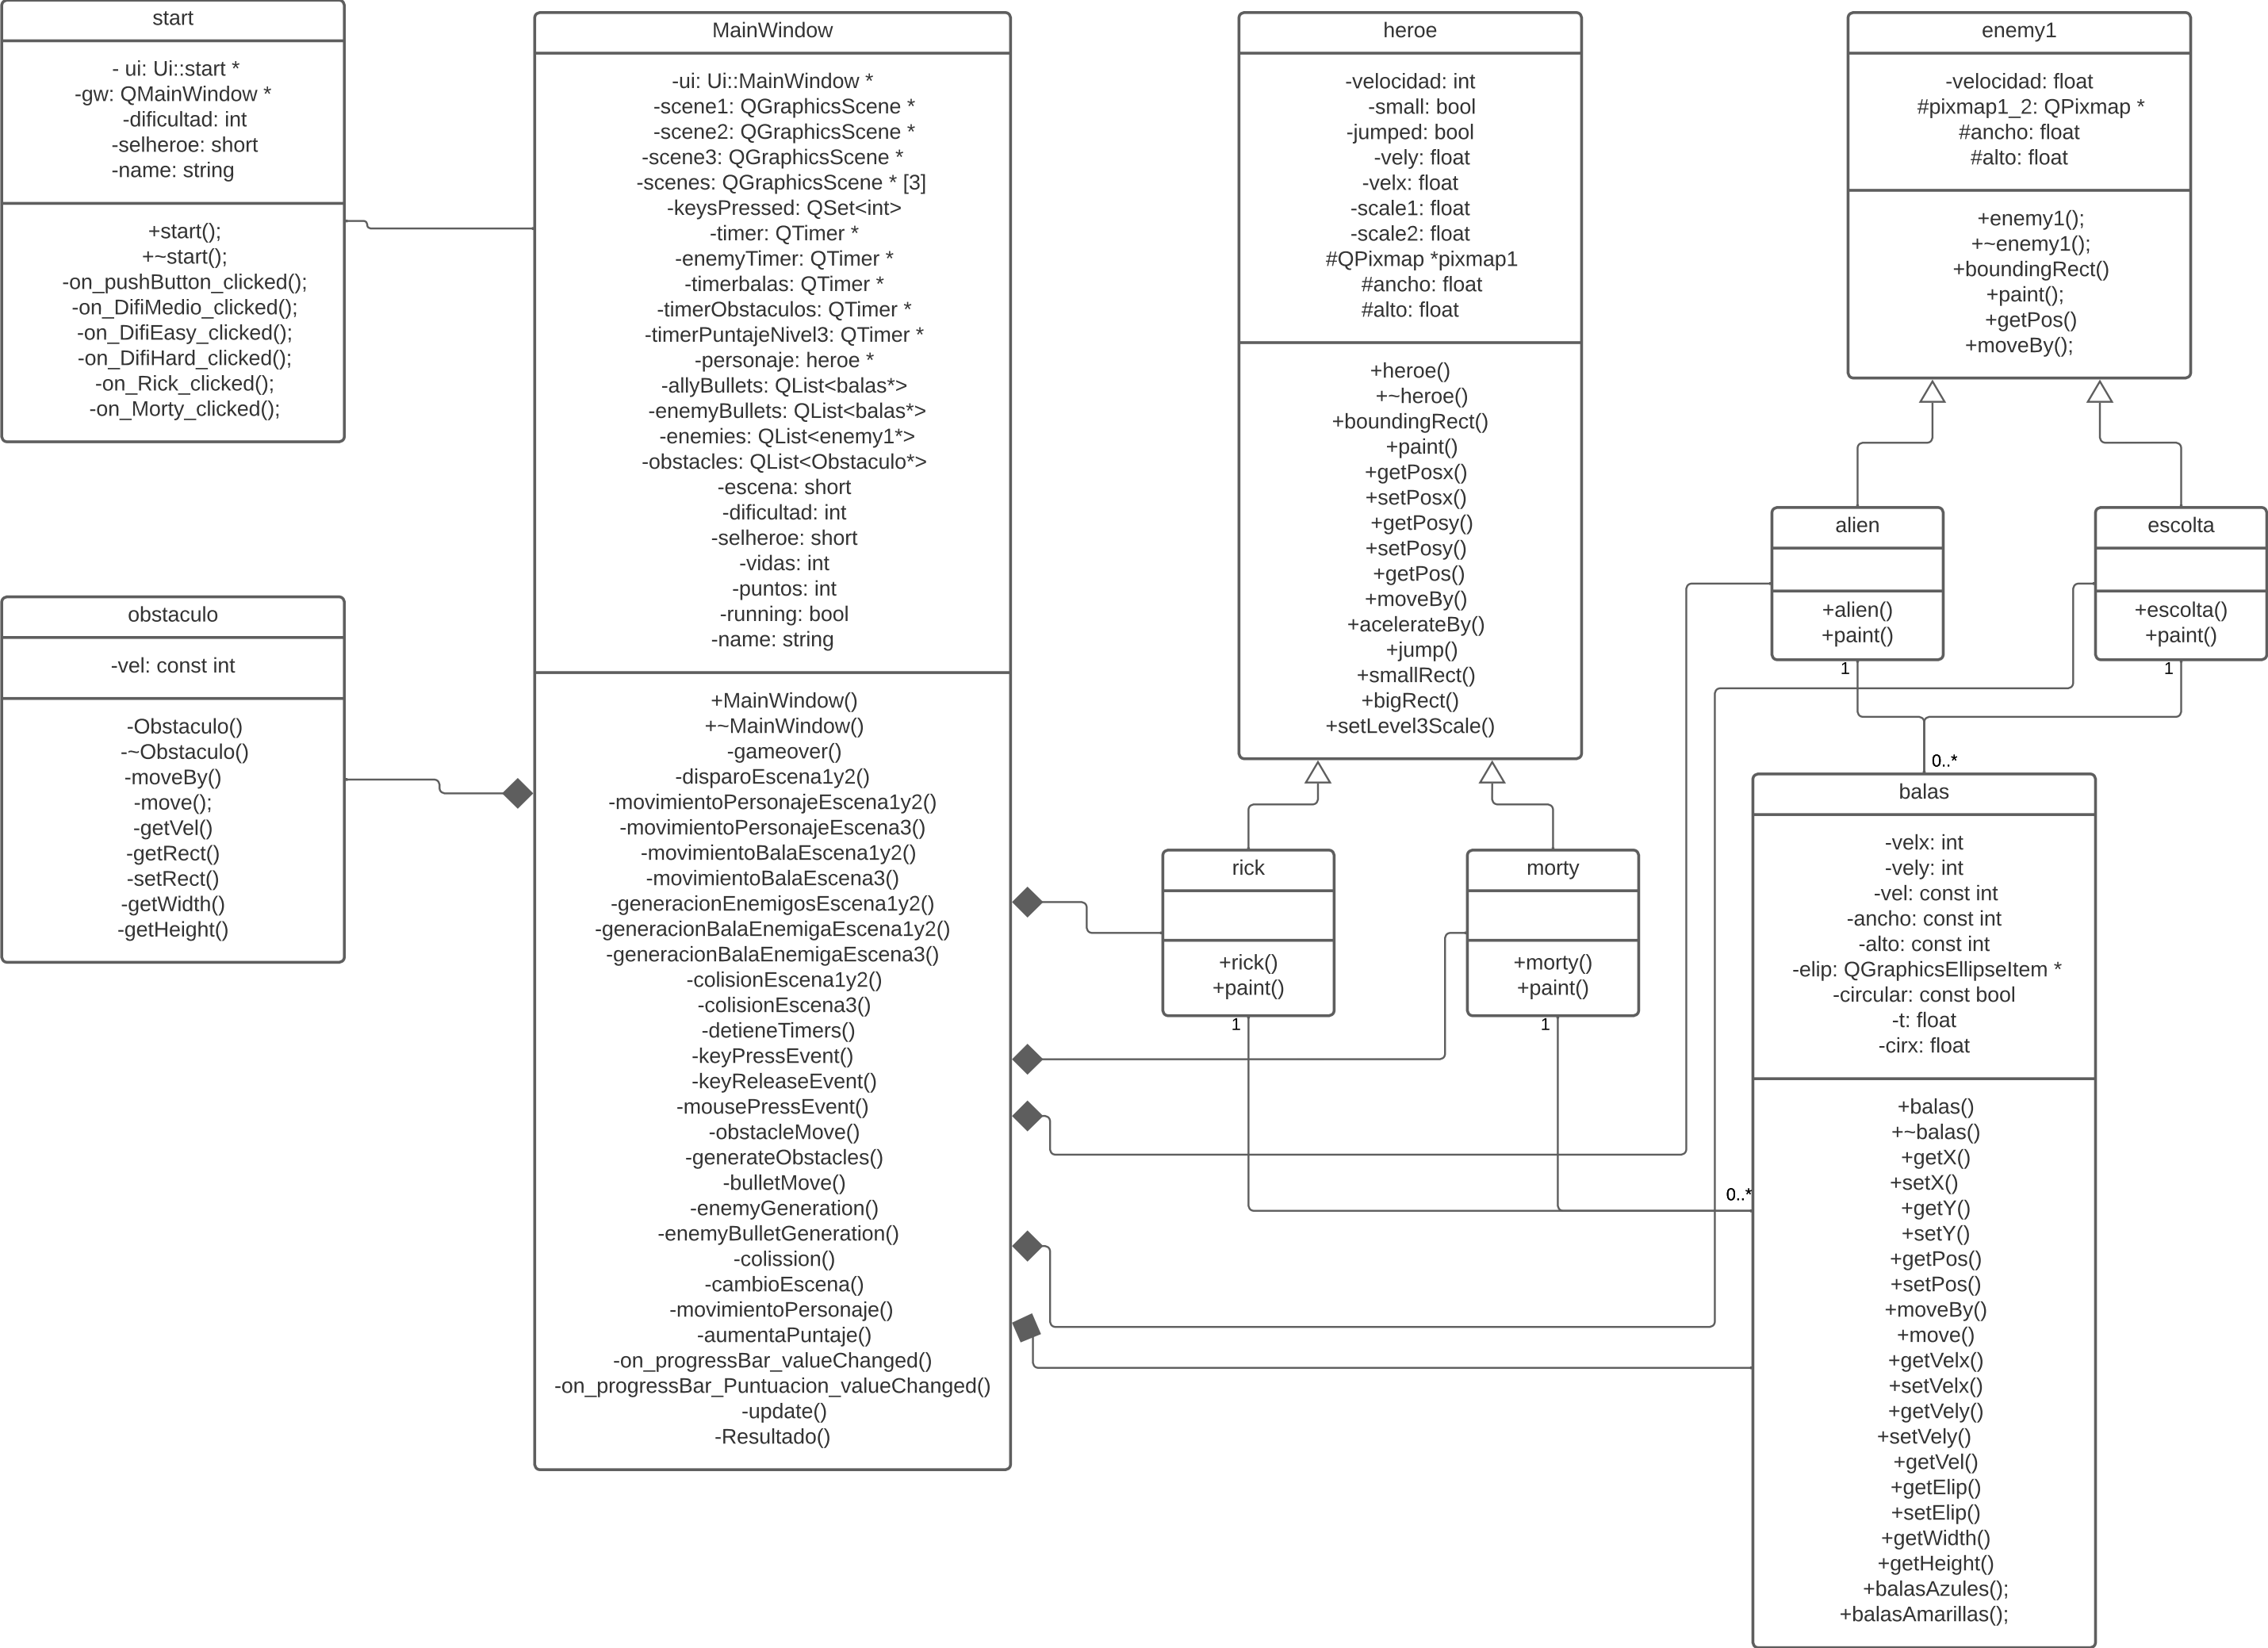 start
- ui: Ui::start *
-gw: QMainWindow *
-dificultad: int
-selheroe: short
-name: string
+start();
+~start();
-on_pushButton_clicked();
-on_DifiMedio_clicked();
-on_DifiEasy_clicked();
-on_DifiHard_clicked();
-on_Rick_clicked();
-on_Morty_clicked();
obstaculo
-vel: const int
-Obstaculo()
-~Obstaculo()
-moveBy()
-move();
-getVel()
-getRect()
-setRect()
-getWidth()
-getHeight()
MainWindow
-ui: Ui::MainWindow *
-scene1: QGraphicsScene *
-scene2: QGraphicsScene *
-scene3: QGraphicsScene *
-scenes: QGraphicsScene * [3]
-keysPressed: QSet<int>
-timer: QTimer *
-enemyTimer: QTimer *
-timerbalas: QTimer *
-timerObstaculos: QTimer *
-timerPuntajeNivel3: QTimer *
-personaje: heroe *
-allyBullets: QList<balas*>
-enemyBullets: QList<balas*>
-enemies: QList<enemy1*>
-obstacles: QList<Obstaculo*>
-escena: short
-dificultad: int
-selheroe: short
-vidas: int
-puntos: int
-running: bool
-name: string
+MainWindow()
+~MainWindow()
-gameover()
-disparoEscena1y2()
-movimientoPersonajeEscena1y2()
-movimientoPersonajeEscena3()
-movimientoBalaEscena1y2()
-movimientoBalaEscena3()
-generacionEnemigosEscena1y2()
-generacionBalaEnemigaEscena1y2()
-generacionBalaEnemigaEscena3()
-colisionEscena1y2()
-colisionEscena3()
-detieneTimers()
-keyPressEvent()
-keyReleaseEvent()
-mousePressEvent()
-obstacleMove()
-generateObstacles()
-bulletMove()
-enemyGeneration()
-enemyBulletGeneration()
-colission()
-cambioEscena()
-movimientoPersonaje()
-aumentaPuntaje()
-on_progressBar_valueChanged()
-on_progressBar_Puntuacion_valueChanged()
-update()
-Resultado()
heroe
-velocidad: int
-small: bool
-jumped: bool
-vely: float
-velx: float
-scale1: float
-scale2: float
#QPixmap *pixmap1
#ancho: float
#alto: float
+heroe()
+~heroe()
+boundingRect()
+paint()
+getPosx()
+setPosx()
+getPosy()
+setPosy()
+getPos()
+moveBy()
+acelerateBy()
+jump()
+smallRect()
+bigRect()
+setLevel3Scale()
rick
+rick()
+paint()
1
morty
+morty()
+paint()
1
enemy1
-velocidad: float
#pixmap1_2: QPixmap *
#ancho: float
#alto: float
+enemy1();
+~enemy1();
+boundingRect()
+paint();
+getPos()
+moveBy();
alien
+alien()
+paint()
1
escolta
+escolta()
+paint()
1
0..*
0..*
balas
-velx: int
-vely: int
-vel: const int
-ancho: const int
-alto: const int
-elip: QGraphicsEllipseItem *
-circular: const bool
-t: float
-cirx: float
+balas()
+~balas()
+getX()
+setX()
+getY()
+setY()
+getPos()
+setPos()
+moveBy()
+move()
+getVelx()
+setVelx()
+getVely()
+setVely()
+getVel()
+getElip()
+setElip()
+getWidth()
+getHeight()
+balasAzules();
+balasAmarillas();